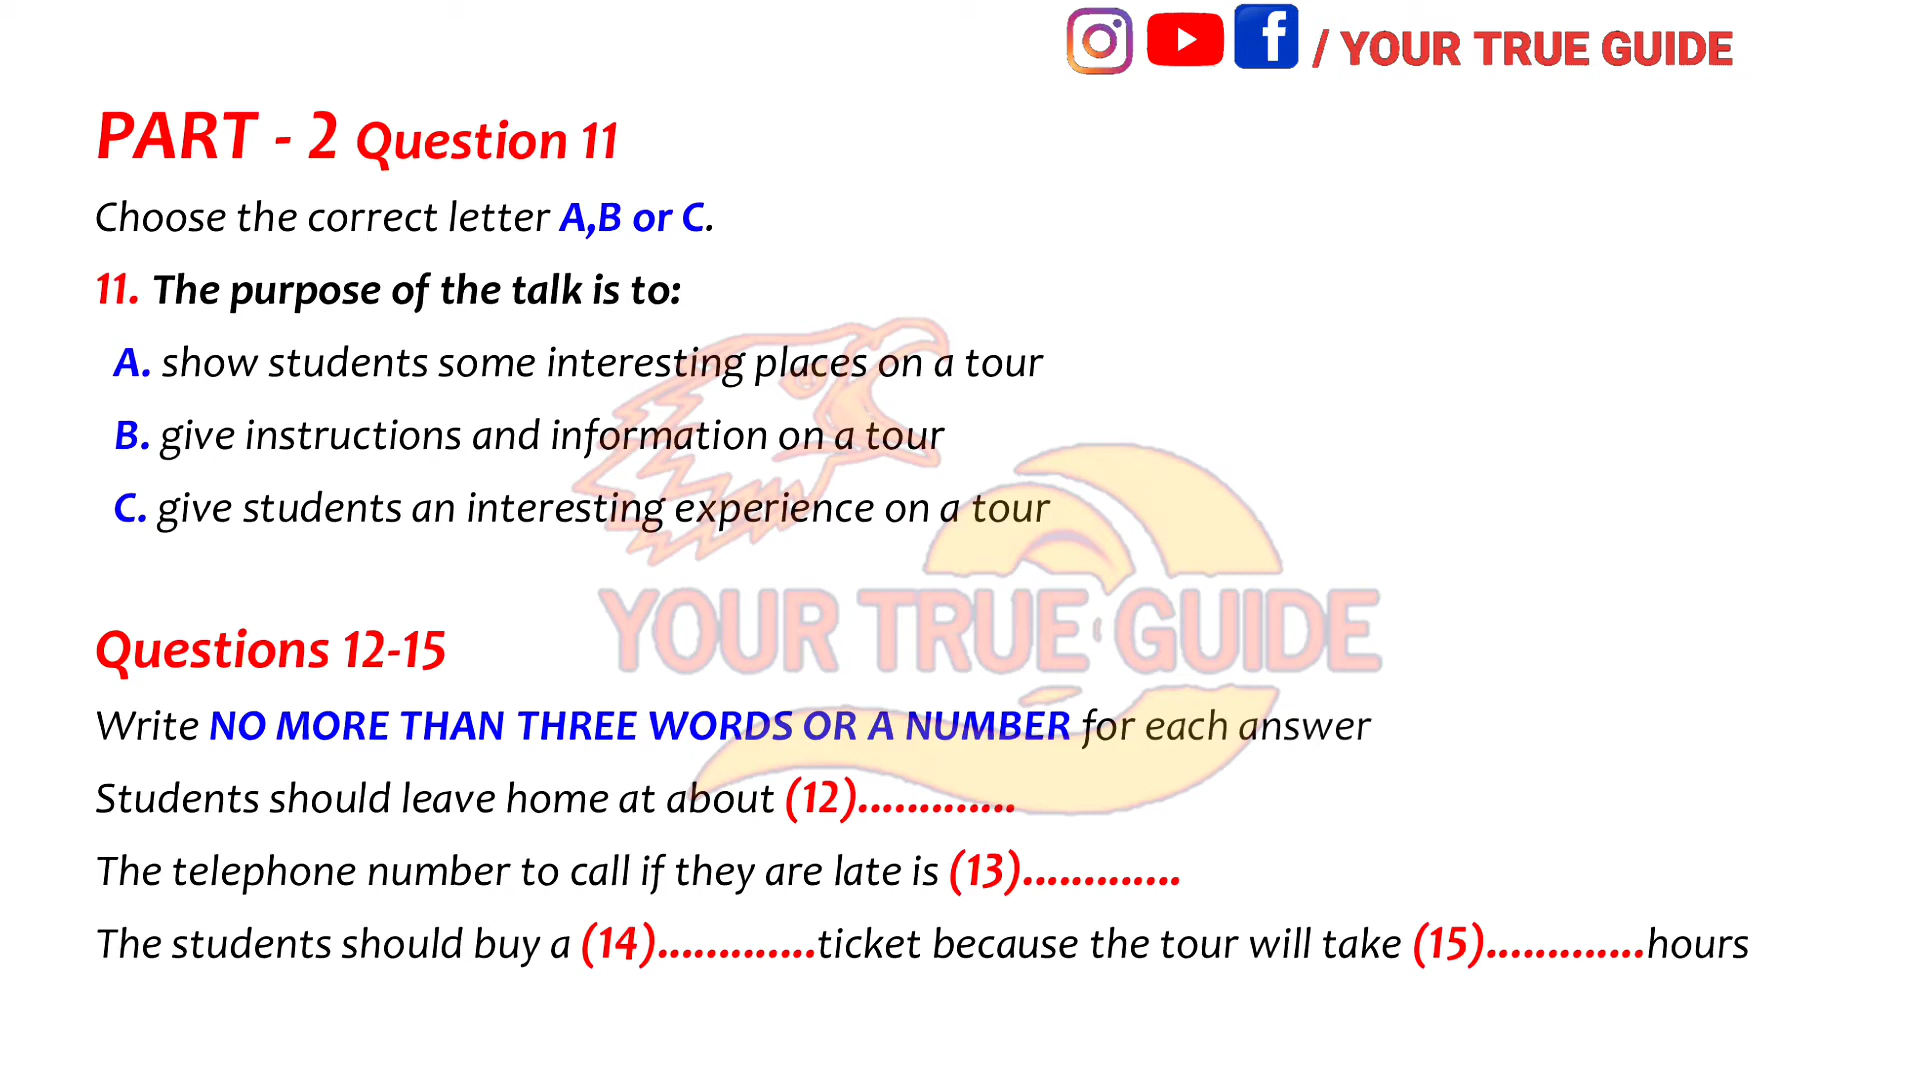 / YOUR TRUE GUIDE
PART - 2 Question 11
Choose the correct letter A,B or C.
11. The purpose of the talk is to:
A. show students some interesting places on a tour
B. give instructions and information on a tour
C. give students an interesting experience on a tour
YOUR TRUE GUIDE
Questions 12-15
Write NO MORE THAN THREE WORDS OR A NUMBER for each answer
Students should leave home at about (12).............
The telephone number to call if they are late is (13).............
The students should buy a (14).............ticket because the tour will take (15).............hours